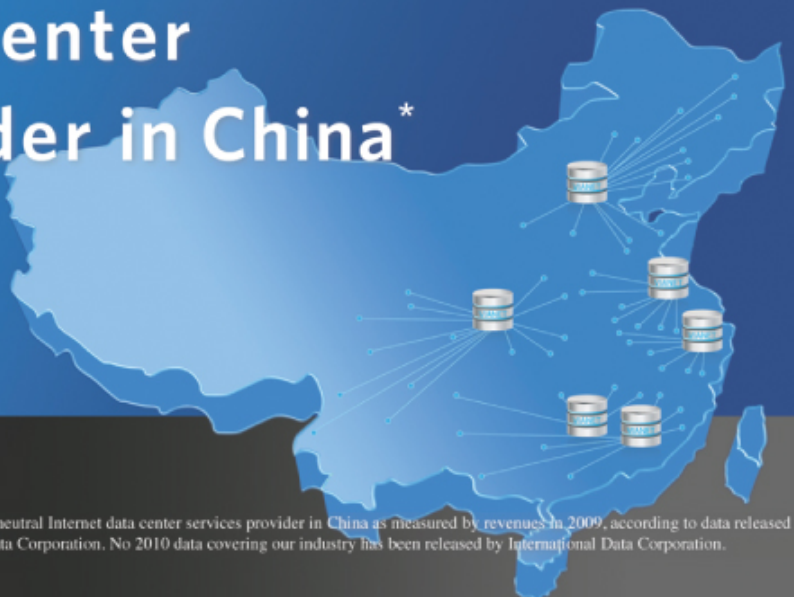 enter
der in China*
neutral Internet data center services provider in China as measured by revenues in 2009, according to data released
ta Corporation. No 2010 data covering our industry has been released by International Data Corporation.